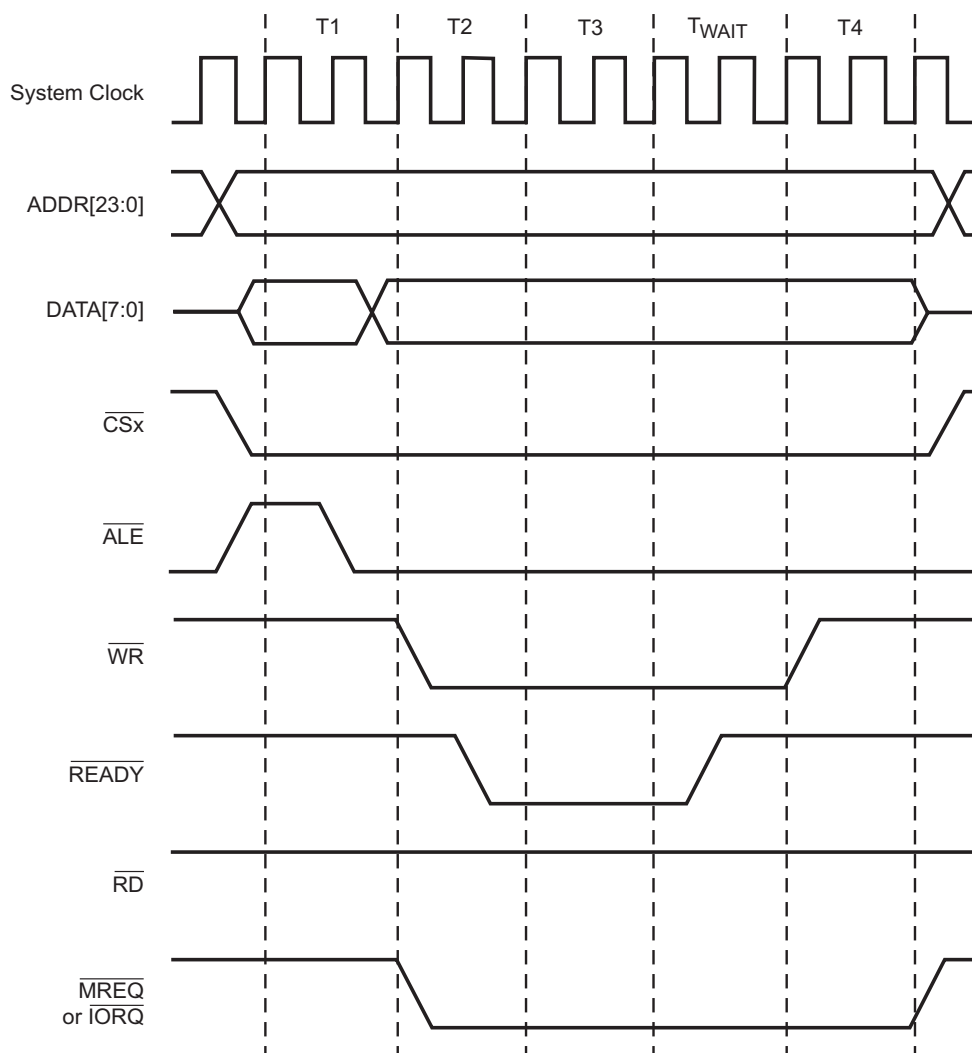 T1 T2 T3 TWAIT T4
System Clock
ADDR[23:0]
DATA[7:0]
CSx
ALE
WR
READY
RD
MREQ
or IORQ